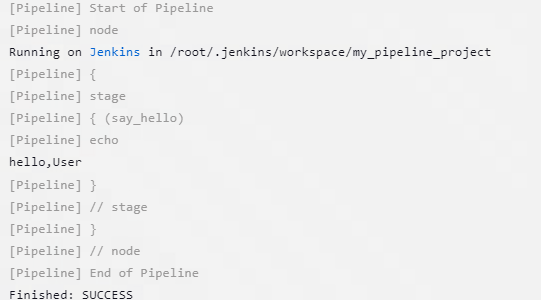 [Pipeline] Start of Pipeline
[Pipeline] node
Running on Jenkins in /root/.jenkins/workspace/my_pipeline_project
[Pipeline] {
[Pipeline] stage
[Pipeline] { (say_hello)
[Pipeline] echo
hello,User
[Pipeline] }
[Pipeline] // stage
[Pipeline] }
[Pipeline] // node
[Pipeline] End of Pipeline
Finished: SUCCESS